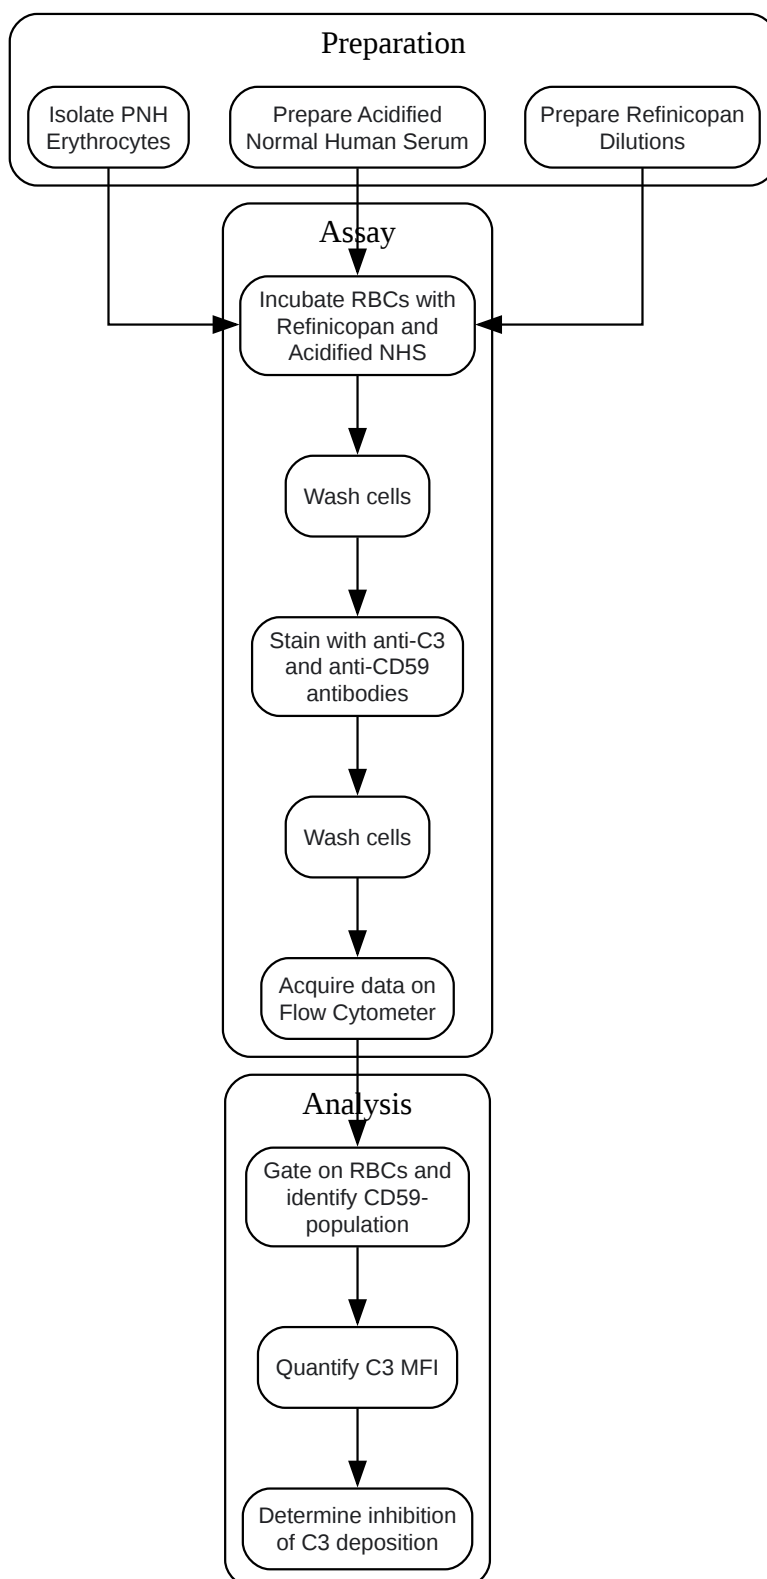 Preparation
Isolate PNH
Erythrocytes
Prepare Acidified
Normal Human Serum
Prepare Refinicopan
Dilutions
Assay
Incubate RBCs with
Refinicopan and
Acidified NHS
Wash cells
Stain with anti-C3
and anti-CD59
antibodies
Wash cells
Acquire data on
Flow Cytometer
Analysis
Gate on RBCs and
identify CD59-
population
Quantify C3 MFI
Determine inhibition
of C3 deposition